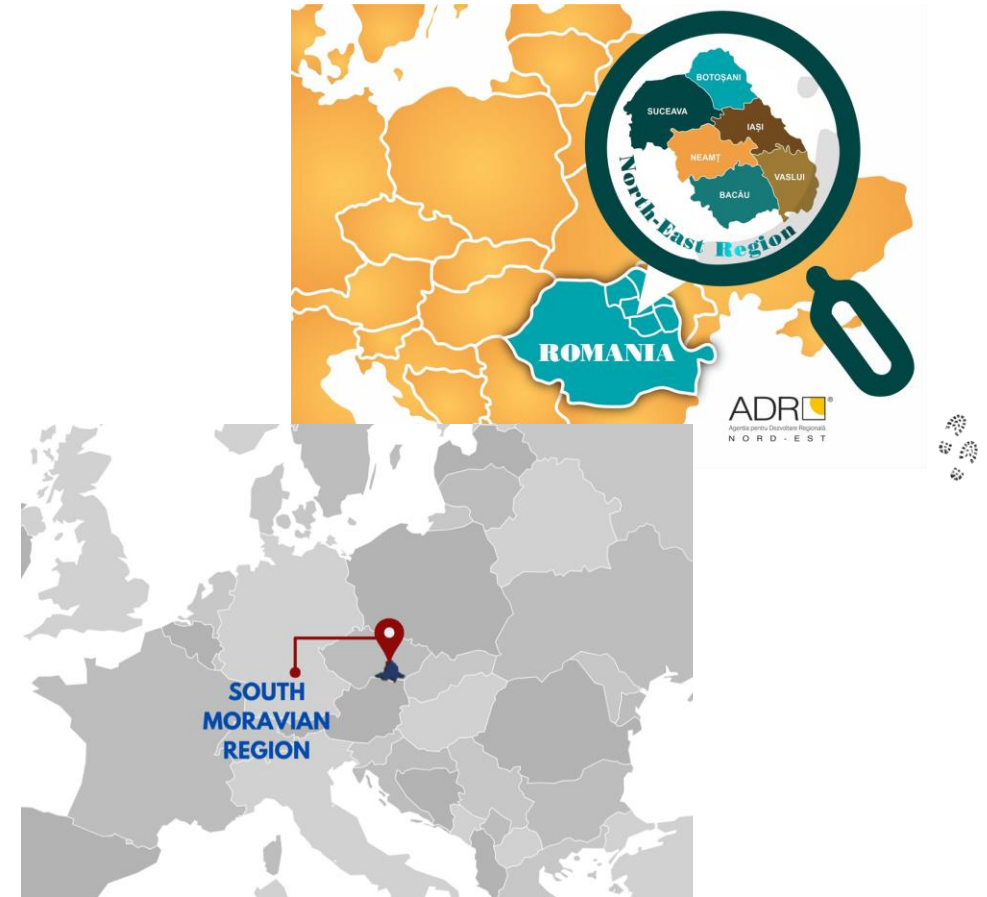 BOTOȘANI
SUCEAVA
IAȘI
NEAMȚ
VASLUI
BACĂU
North-East Region
ROMANIA
ADR
Agenția pentru Dezvoltare Regională
NORD-EST
SOUTH
MORAVIAN
REGION